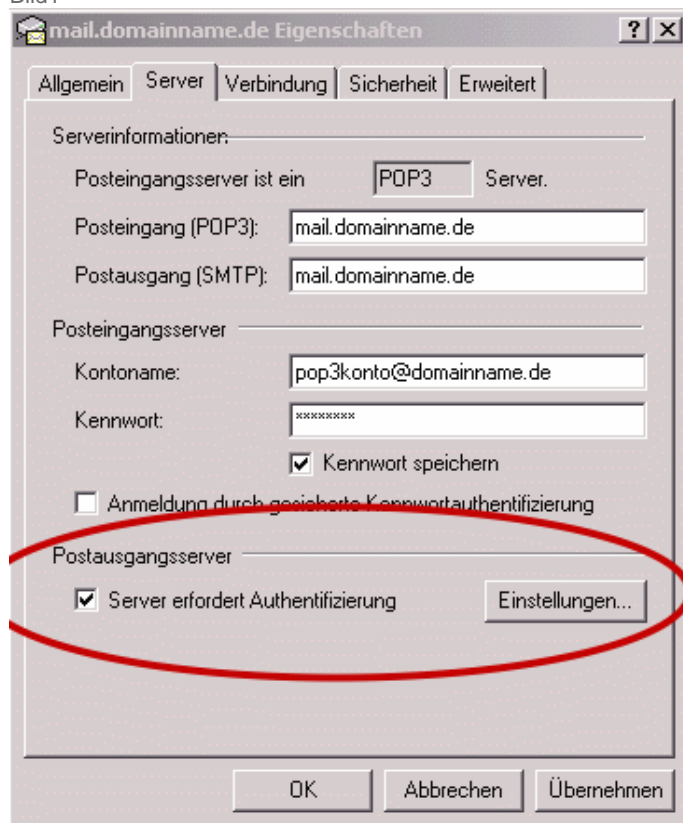 Bild1
mail.domainname.de Eigenschaften
Allgemein Server Verbindung Sicherheit Erweitert
Serverinformationen
Posteingangsserver ist ein POP3 Server.
Posteingang (POP3): mail.domainname.de
Postausgang (SMTP): mail.domainname.de
Posteingangsserver
Kontoname: pop3konto@domainname.de
Kennwort: ********
Kennwort speichern
Anmeldung durch gesicherte Kennwortauthentifizierung
Postausgangsserver
Server erfordert Authentifizierung Einstellungen...
OK Abbrechen Übernehmen